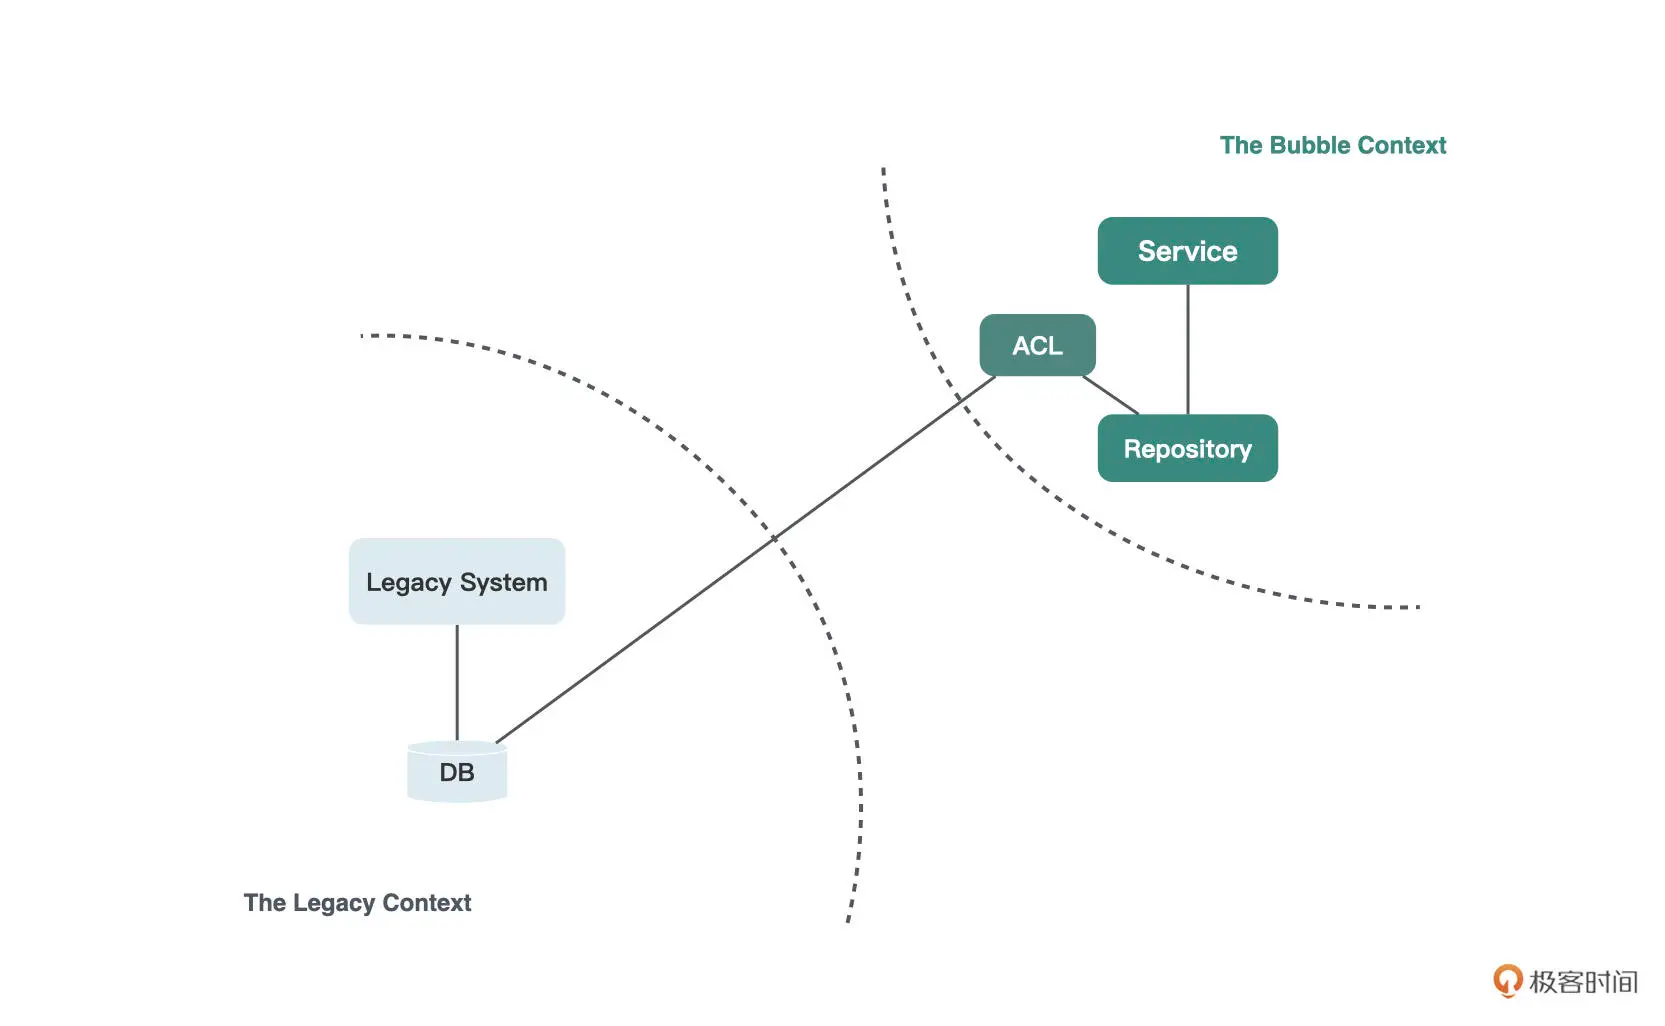 The Bubble Context
Service
ACL
Repository
Legacy System
DB
The Legacy Context
极客时间